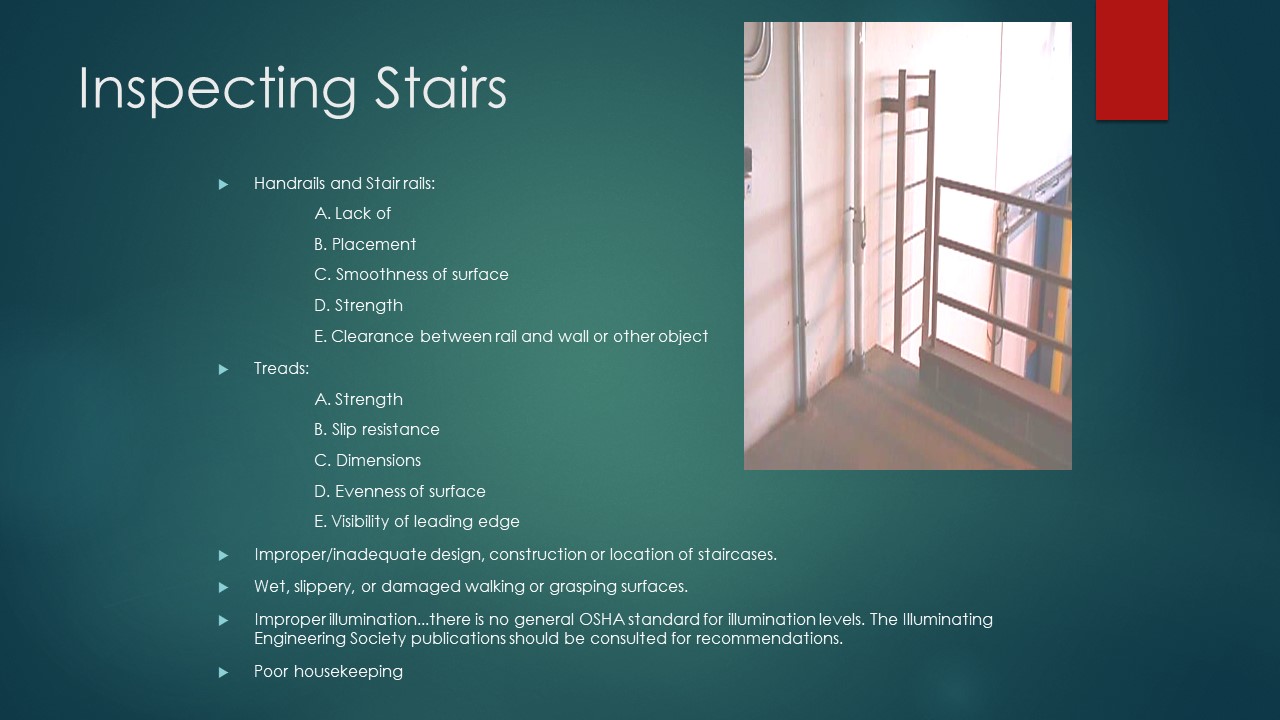 Inspecting Stairs
Handrails and Stair rails:
A. Lack of
B. Placement
C. Smoothness of surface
D. Strength
E. Clearance between rail and wall or other object
Treads:
A. Strength
B. Slip resistance
C. Dimensions
D. Evenness of surface
E. Visibility of leading edge
Improper/inadequate design, construction or location of staircases.
Wet, slippery, or damaged walking or grasping surfaces.
Improper illumination...there is no general OSHA standard for illumination levels. The Illuminating
Engineering Society publications should be consulted for recommendations.
Poor housekeeping